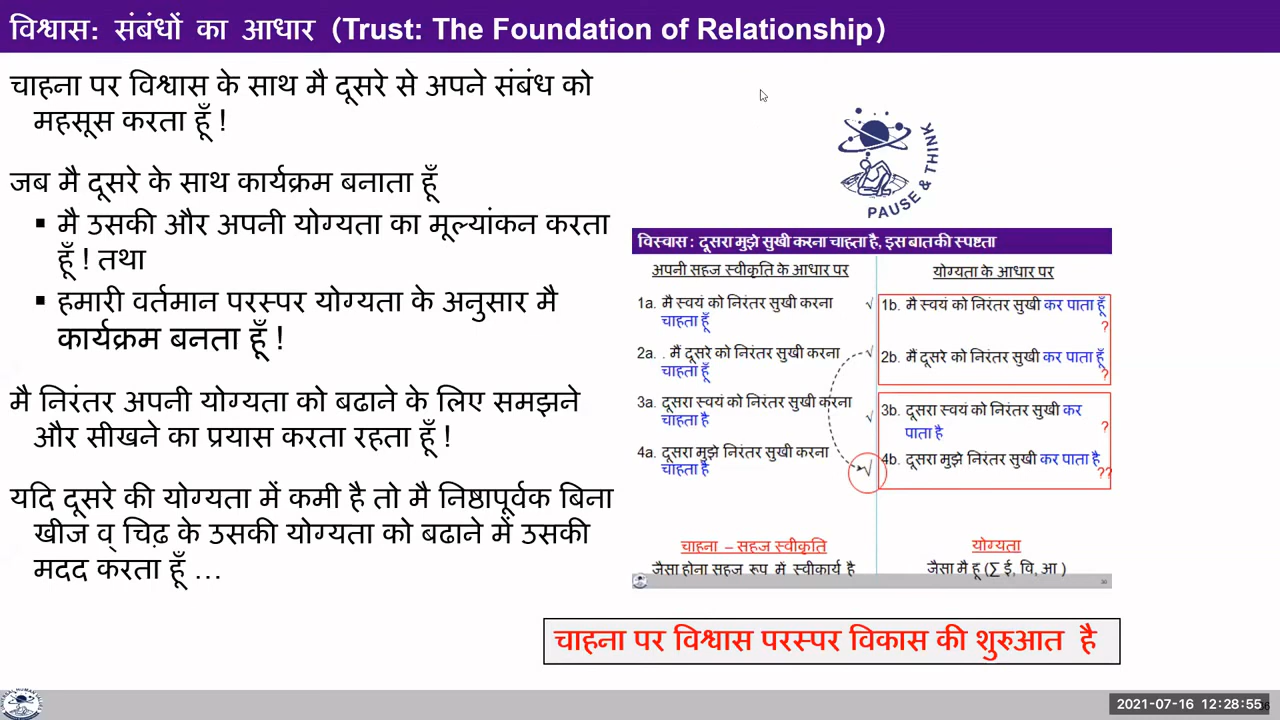 विश्वास: संबंधों का आधार (Trust: The Foundation of Relationship)
चाहना पर विश्वास के साथ मै दूसरे से अपने संबंध को
महसूस करता हूँ !
जब मै दूसरे के साथ कार्यक्रम बनाता हूँ
▪ मै उसकी और अपनी योग्यता का मूल्यांकन करता
हूँ ! तथा
▪ हमारी वर्तमान परस्पर योग्यता के अनुसार मै
कार्यक्रम बनता हूँ !
मै निरंतर अपनी योग्यता को बढाने के लिए समझने
और सीखने का प्रयास करता रहता हूँ !
यदि दूसरे की योग्यता में कमी है तो मै निष्ठापूर्वक बिना
खीज व् चिढ़ के उसकी योग्यता को बढाने में उसकी
मदद करता हूँ ...
PAUSE & THINK
विस्वास : दूसरा मुझे सुखी करना चाहता है, इस बात की स्पष्टता
अपनी सहज स्वीकृति के आधार पर
1a. मै स्वयं को निरंतर सुखी करना
चाहता हूँ √
2a. . मैं दूसरे को निरंतर सुखी करना
चाहता हूँ √
3a. दूसरा स्वयं को निरंतर सुखी करना
चाहता है √
4a. दूसरा मुझे निरंतर सुखी करना
चाहता है √
चाहना – सहज स्वीकृति
जैसा होना सहज रूप में स्वीकार्य है
योग्यता के आधार पर
1b. मै स्वयं को निरंतर सुखी कर पाता हूँ
?
2b. मैं दूसरे को निरंतर सुखी कर पाता हूँ
?
3b. दूसरा स्वयं को निरंतर सुखी कर
पाता है ?
4b. दूसरा मुझे निरंतर सुखी कर पाता है
??
योग्यता
जैसा मै हू (∑ ई, वि, आ )
चाहना पर विश्वास परस्पर विकास की शुरुआत है
2021-07-16 12:28:55